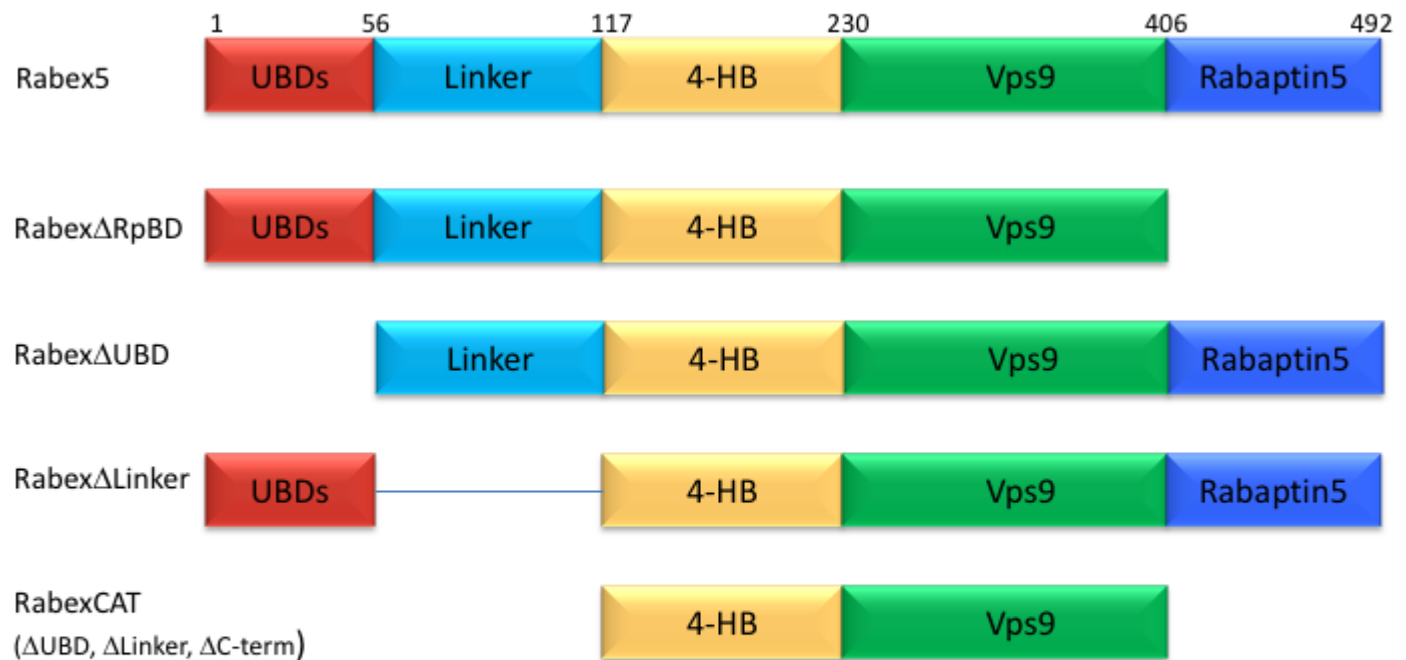 1 56 117 230 406 492
Rabex5 UBDs Linker 4-HB Vps9 Rabaptin5
RabexΔRpBD UBDs Linker 4-HB Vps9
RabexΔUBD Linker 4-HB Vps9 Rabaptin5
RabexΔLinker UBDs 4-HB Vps9 Rabaptin5
RabexCAT 4-HB Vps9
(ΔUBD, ΔLinker, ΔC-term)